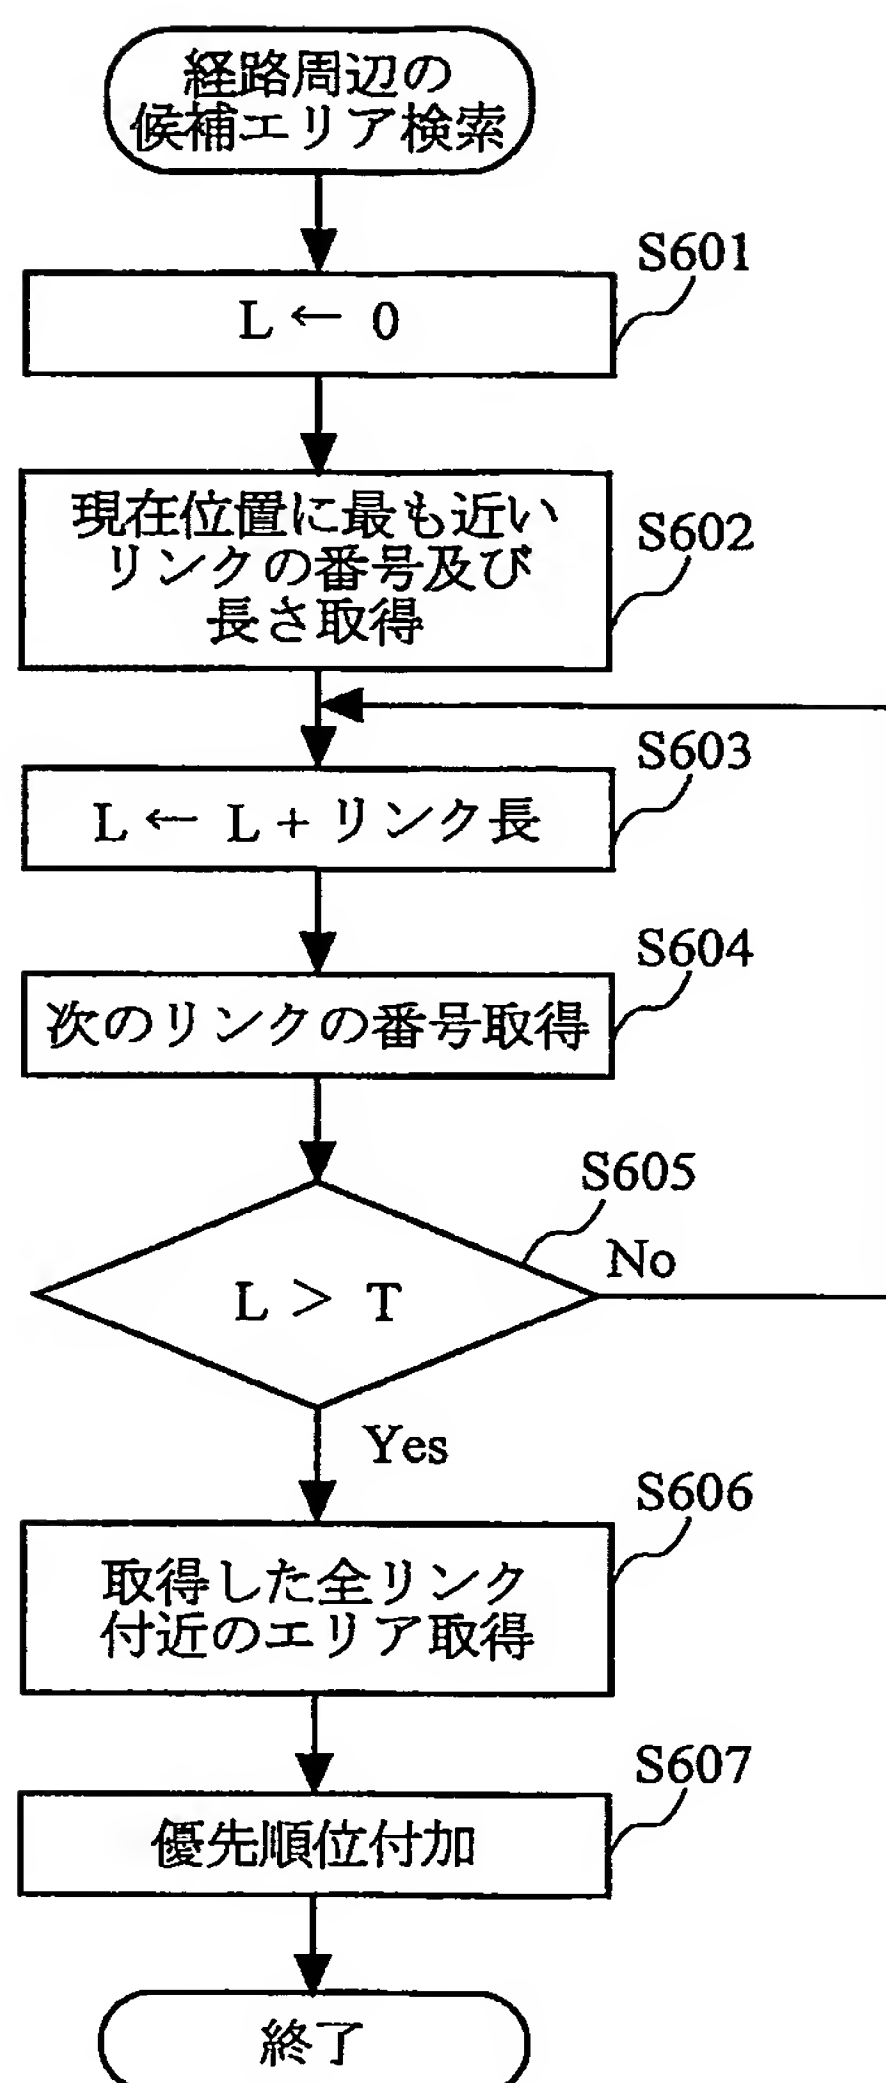 経路周辺の
候補エリア検索
S601
L ← 0
S602
現在位置に最も近い
リンクの番号及び
長さ取得
S603
L ← L + リンク長
S604
次のリンクの番号取得
S605
L > T
No
Yes
S606
取得した全リンク
付近のエリア取得
S607
優先順位付加
終了